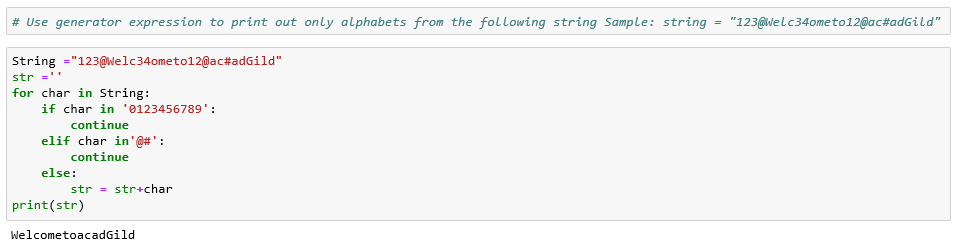 # Use generator expression to print out only alphabets from the following string Sample: string = "123@Welc34ometo12@ac#adGild"
String ="123@Welc34ometo12@ac#adGild"
str =''
for char in String:
    if char in '0123456789':
        continue
    elif char in'@#':
        continue
    else:
        str = str+char
print(str)
WelcometoacadGild